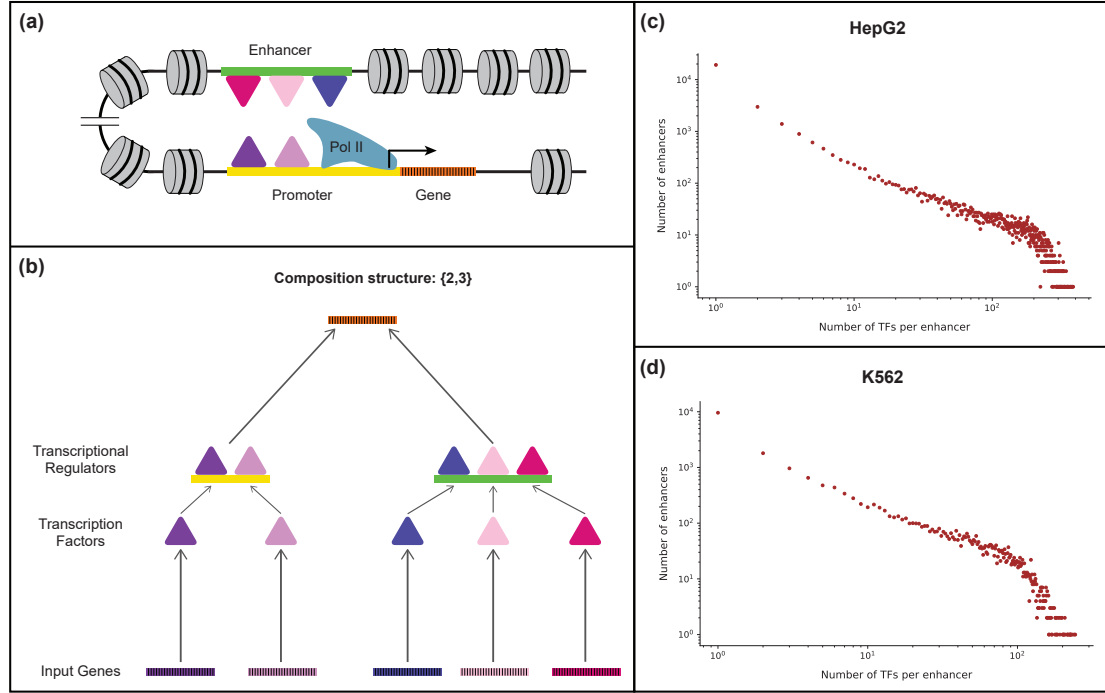 (a)
Enhancer
Pol II
Promoter
Gene
(b)
Composition structure: {2,3}
Transcriptional
Regulators
Transcription
Factors
Input Genes
(c)
HepG2
Number of enhancers
10⁴
10³
10²
10¹
10⁰
10⁰
10¹
10²
Number of TFs per enhancer
(d)
K562
Number of enhancers
10⁴
10³
10²
10¹
10⁰
10⁰
10¹
10²
Number of TFs per enhancer